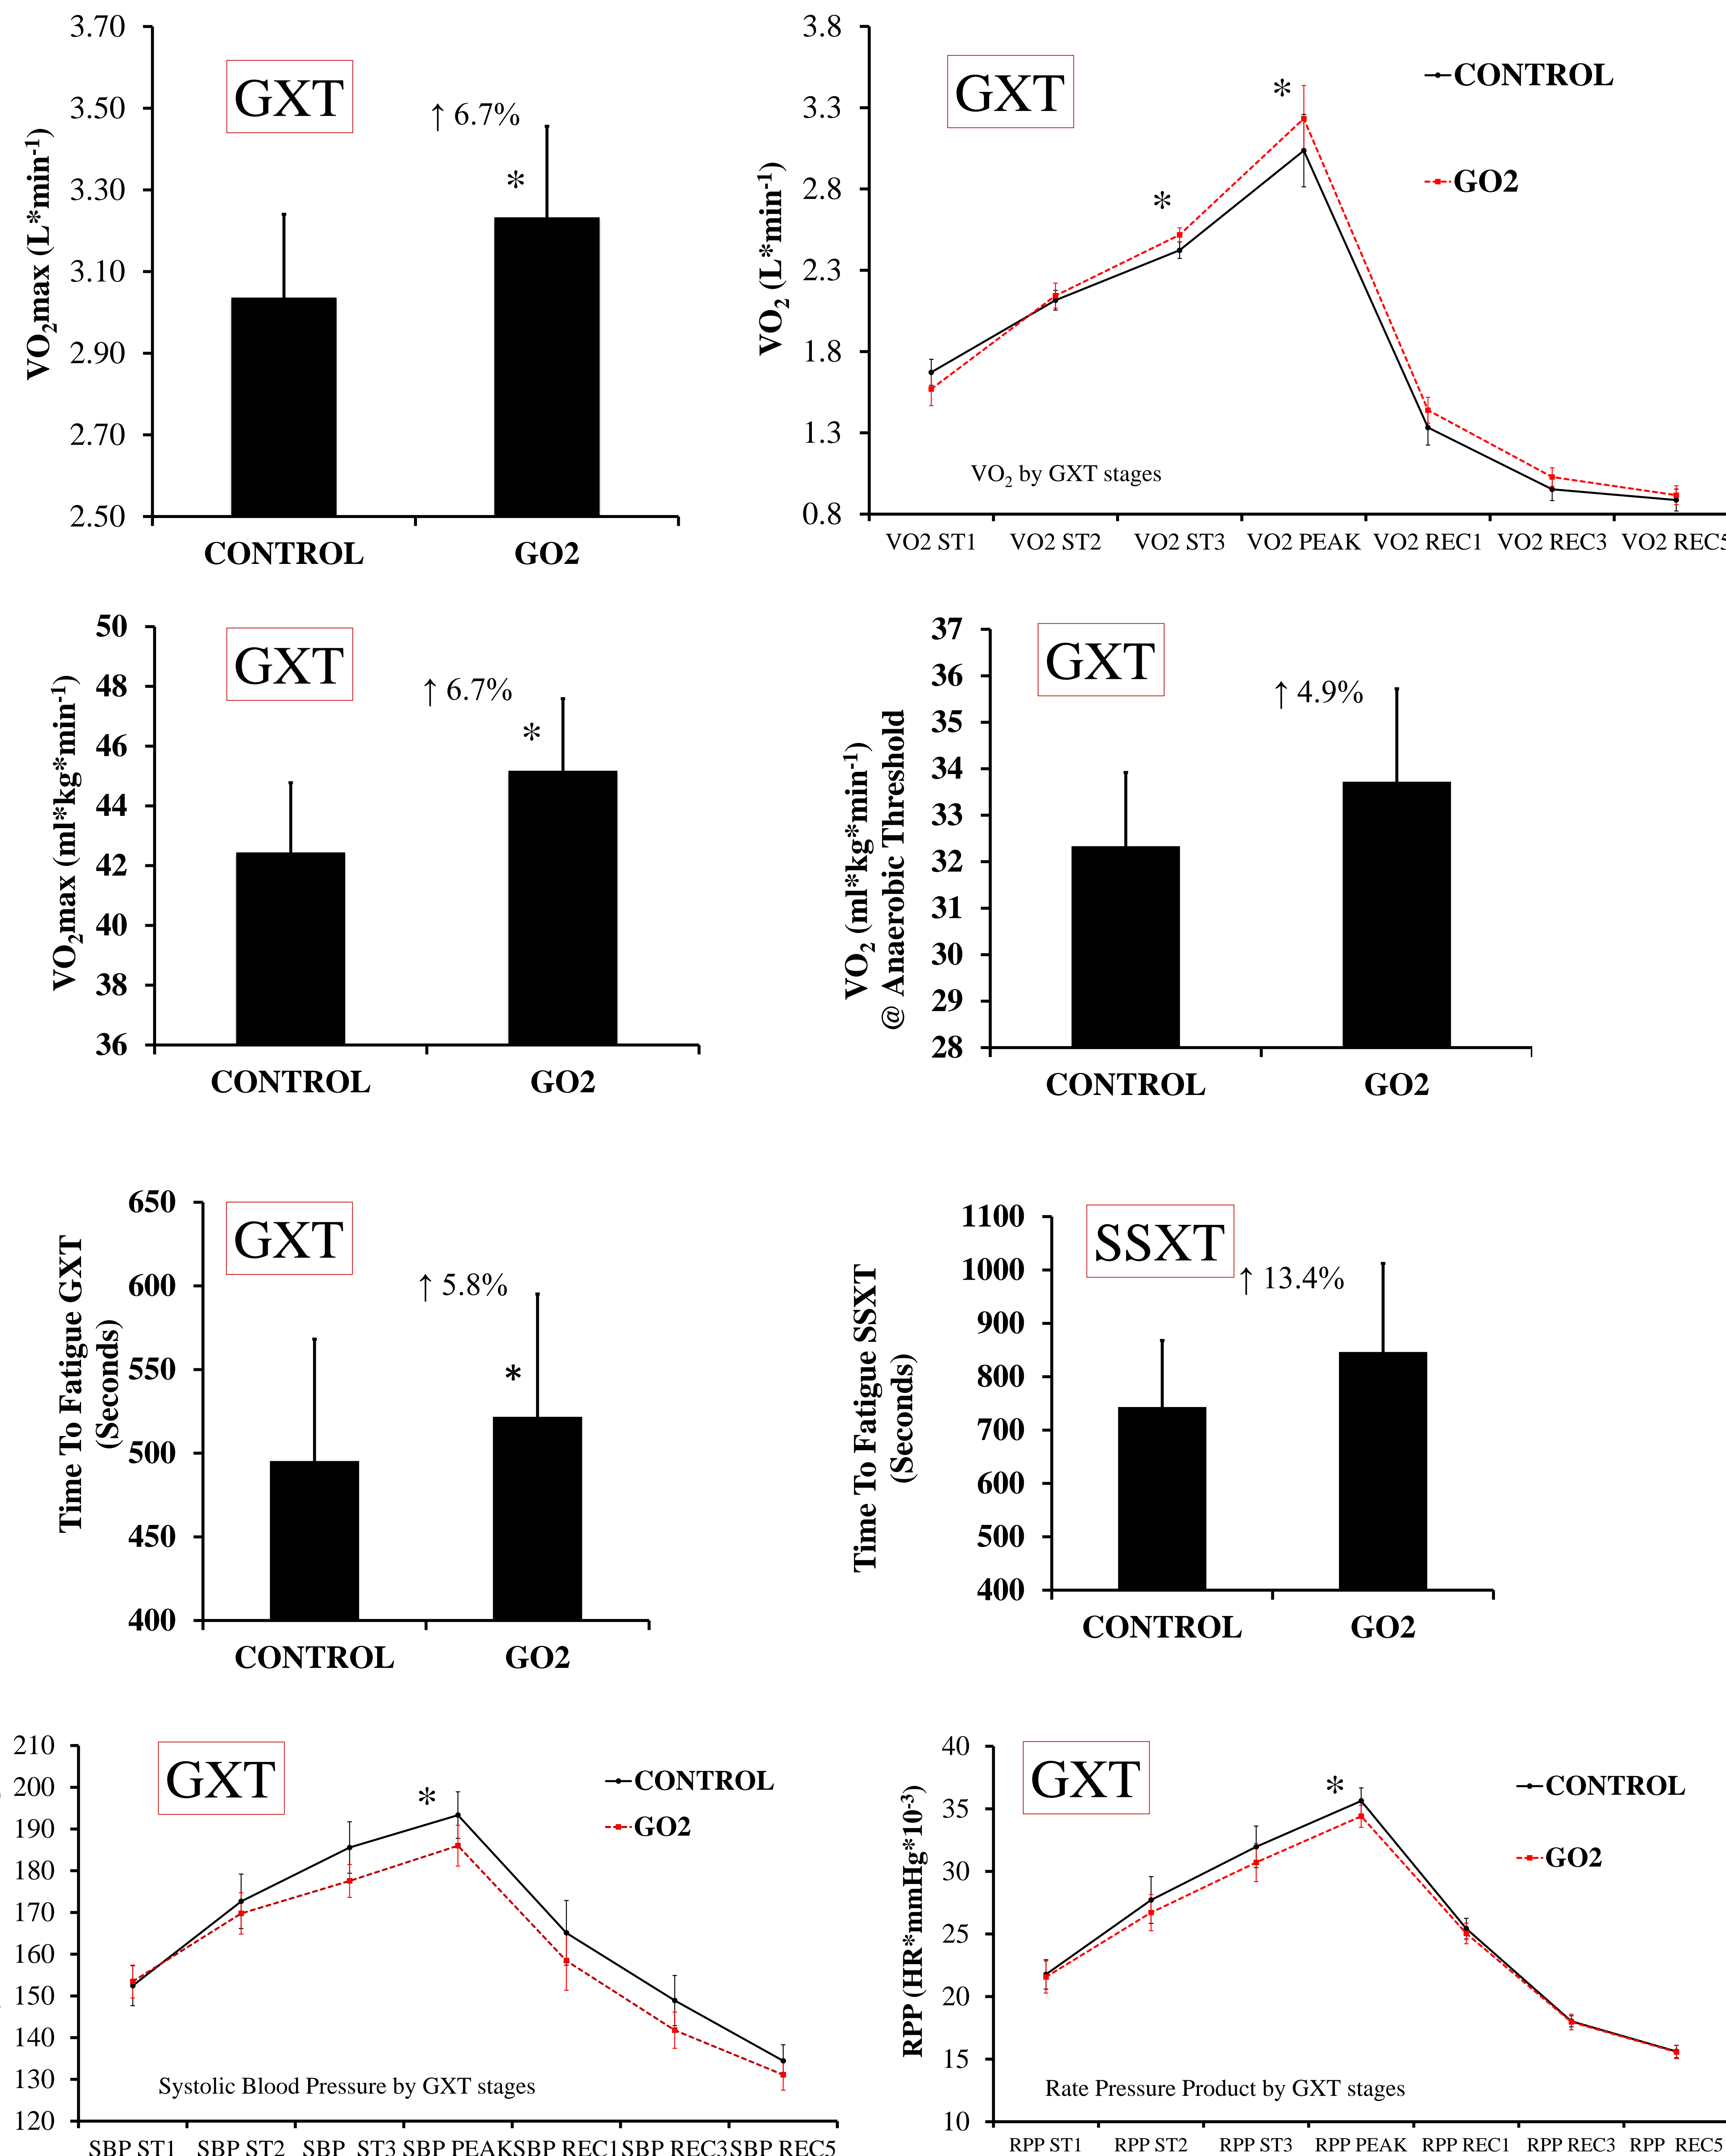 GXT
↑ 6.7%
*
VO2max (L*min-1)
3.70
3.50
3.30
3.10
2.90
2.70
2.50
CONTROL GO2
GXT
CONTROL
GO2
*
*
VO2 (L*min-1)
3.8
3.3
2.8
2.3
1.8
1.3
0.8
VO2 by GXT stages
VO2 ST1 VO2 ST2 VO2 ST3 VO2 PEAK VO2 REC1 VO2 REC3 VO2 REC5
GXT
↑ 6.7%
*
VO2max (ml*kg*min-1)
50
48
46
44
42
40
38
36
CONTROL GO2
GXT
↑ 4.9%
VO2 (ml*kg*min-1)
@ Anaerobic Threshold
37
36
35
34
33
32
31
30
29
28
CONTROL GO2
GXT
↑ 5.8%
*
Time To Fatigue GXT
(Seconds)
650
600
550
500
450
400
CONTROL GO2
SSXT
↑ 13.4%
Time To Fatigue SSXT
(Seconds)
1100
1000
900
800
700
600
500
400
CONTROL GO2
GXT
*
CONTROL
GO2
210
200
190
180
170
160
150
140
130
120
Systolic Blood Pressure by GXT stages
SBP ST1 SBP ST2 SBP ST3 SBP PEAK SBP REC1 SBP REC3 SBP REC5
GXT
*
CONTROL
GO2
RPP (HR*mmHg*10-3)
40
35
30
25
20
15
10
Rate Pressure Product by GXT stages
RPP ST1 RPP ST2 RPP ST3 RPP PEAK RPP REC1 RPP REC3 RPP REC5